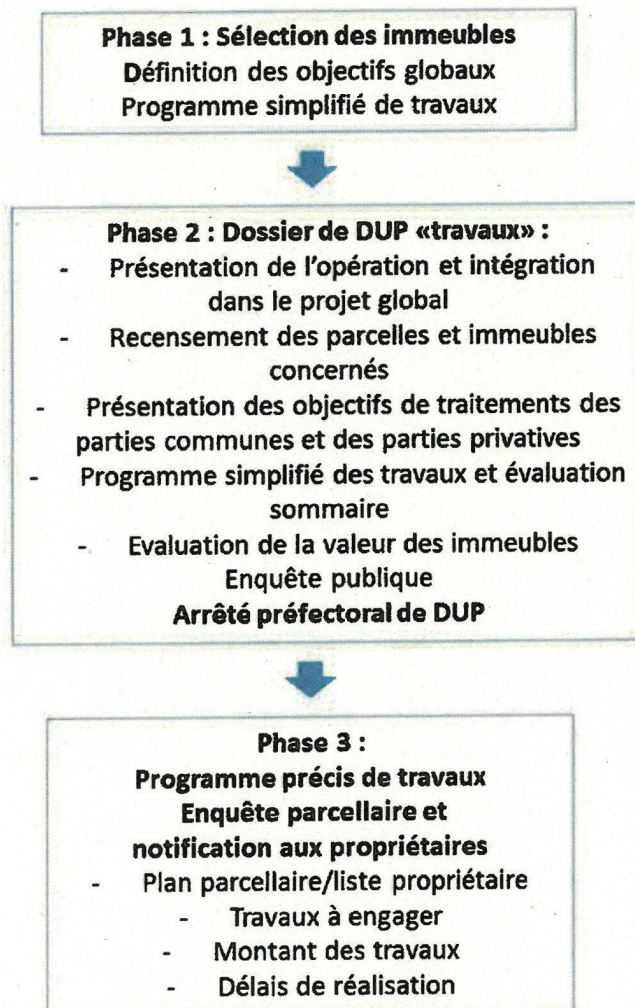 Phase 1 : Sélection des immeubles
Définition des objectifs globaux
Programme simplifié de travaux
Phase 2 : Dossier de DUP «travaux» :
- Présentation de l'opération et intégration
dans le projet global
- Recensement des parcelles et immeubles
concernés
- Présentation des objectifs de traitements des
parties communes et des parties privatives
- Programme simplifié des travaux et évaluation
sommaire
- Evaluation de la valeur des immeubles
Enquête publique
Arrêté préfectoral de DUP
Phase 3 :
Programme précis de travaux
Enquête parcellaire et
notification aux propriétaires
- Plan parcellaire/liste propriétaire
- Travaux à engager
- Montant des travaux
- Délais de réalisation